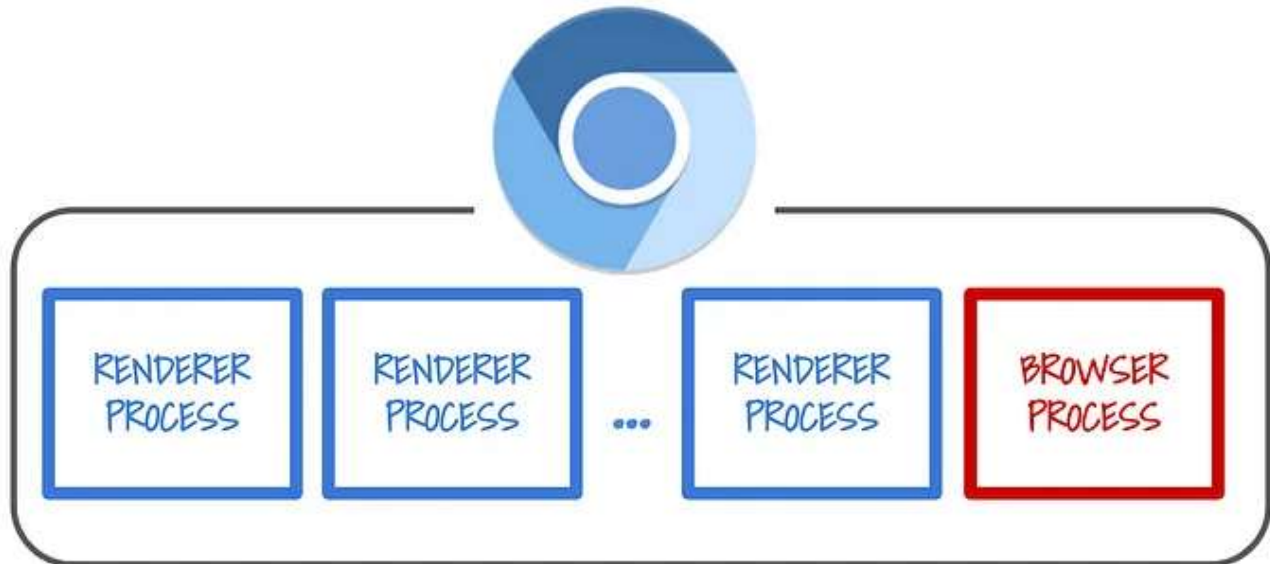 RENDERER
PROCESS
RENDERER
PROCESS
...
RENDERER
PROCESS
BROWSER
PROCESS